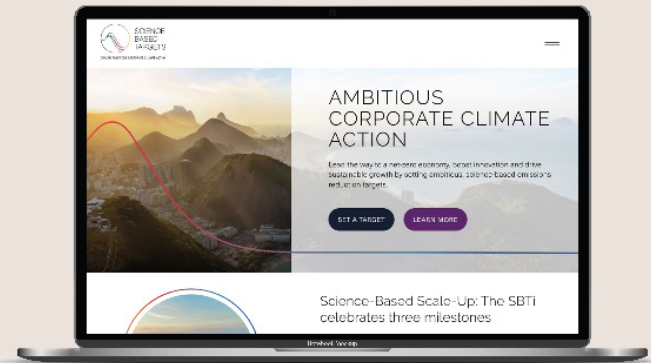 SCIENCE
BASED
TARGETS
AMBITIOUS
CORPORATE CLIMATE
ACTION
Lead the way to a net-zero economy, boost innovation and drive
sustainable growth by setting ambitious, science-based emissions
reduction targets.
SET A TARGET
LEARN MORE
Science-Based Scale-Up: The SBTi
celebrates three milestones
Notebook Mockup